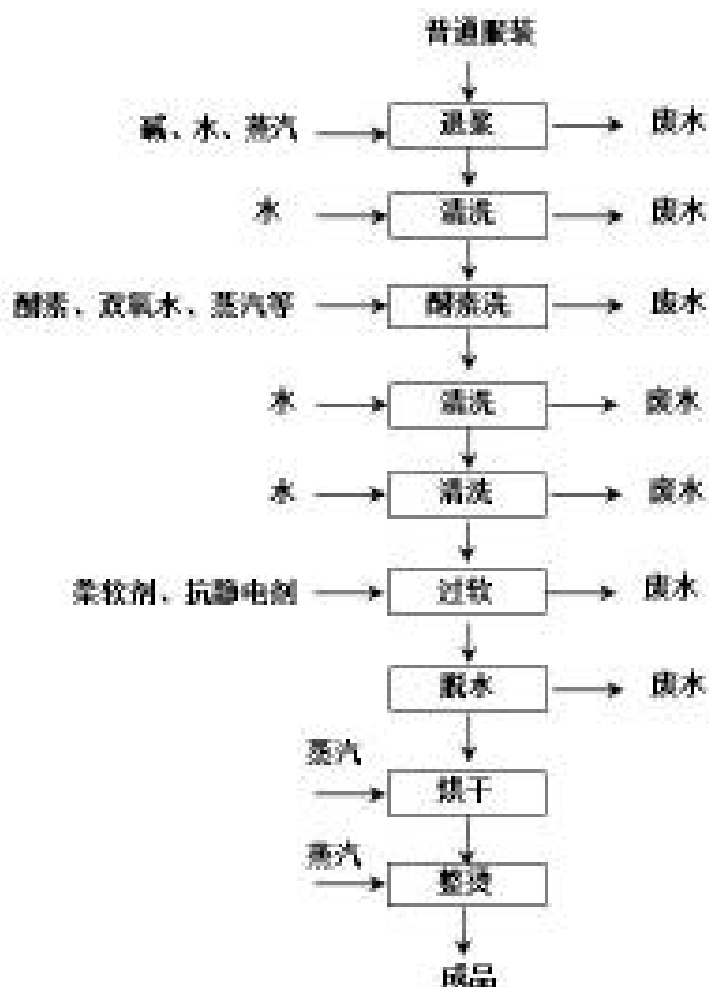 普通服装
碱、水、蒸汽 退浆 废水
水 清洗 废水
酵素、双氧水、蒸汽等 酵素洗 废水
水 清洗 废水
水 清洗 废水
柔软剂、抗静电剂 过软 废水
脱水 废水
蒸汽 烘干
蒸汽 整烫
成品